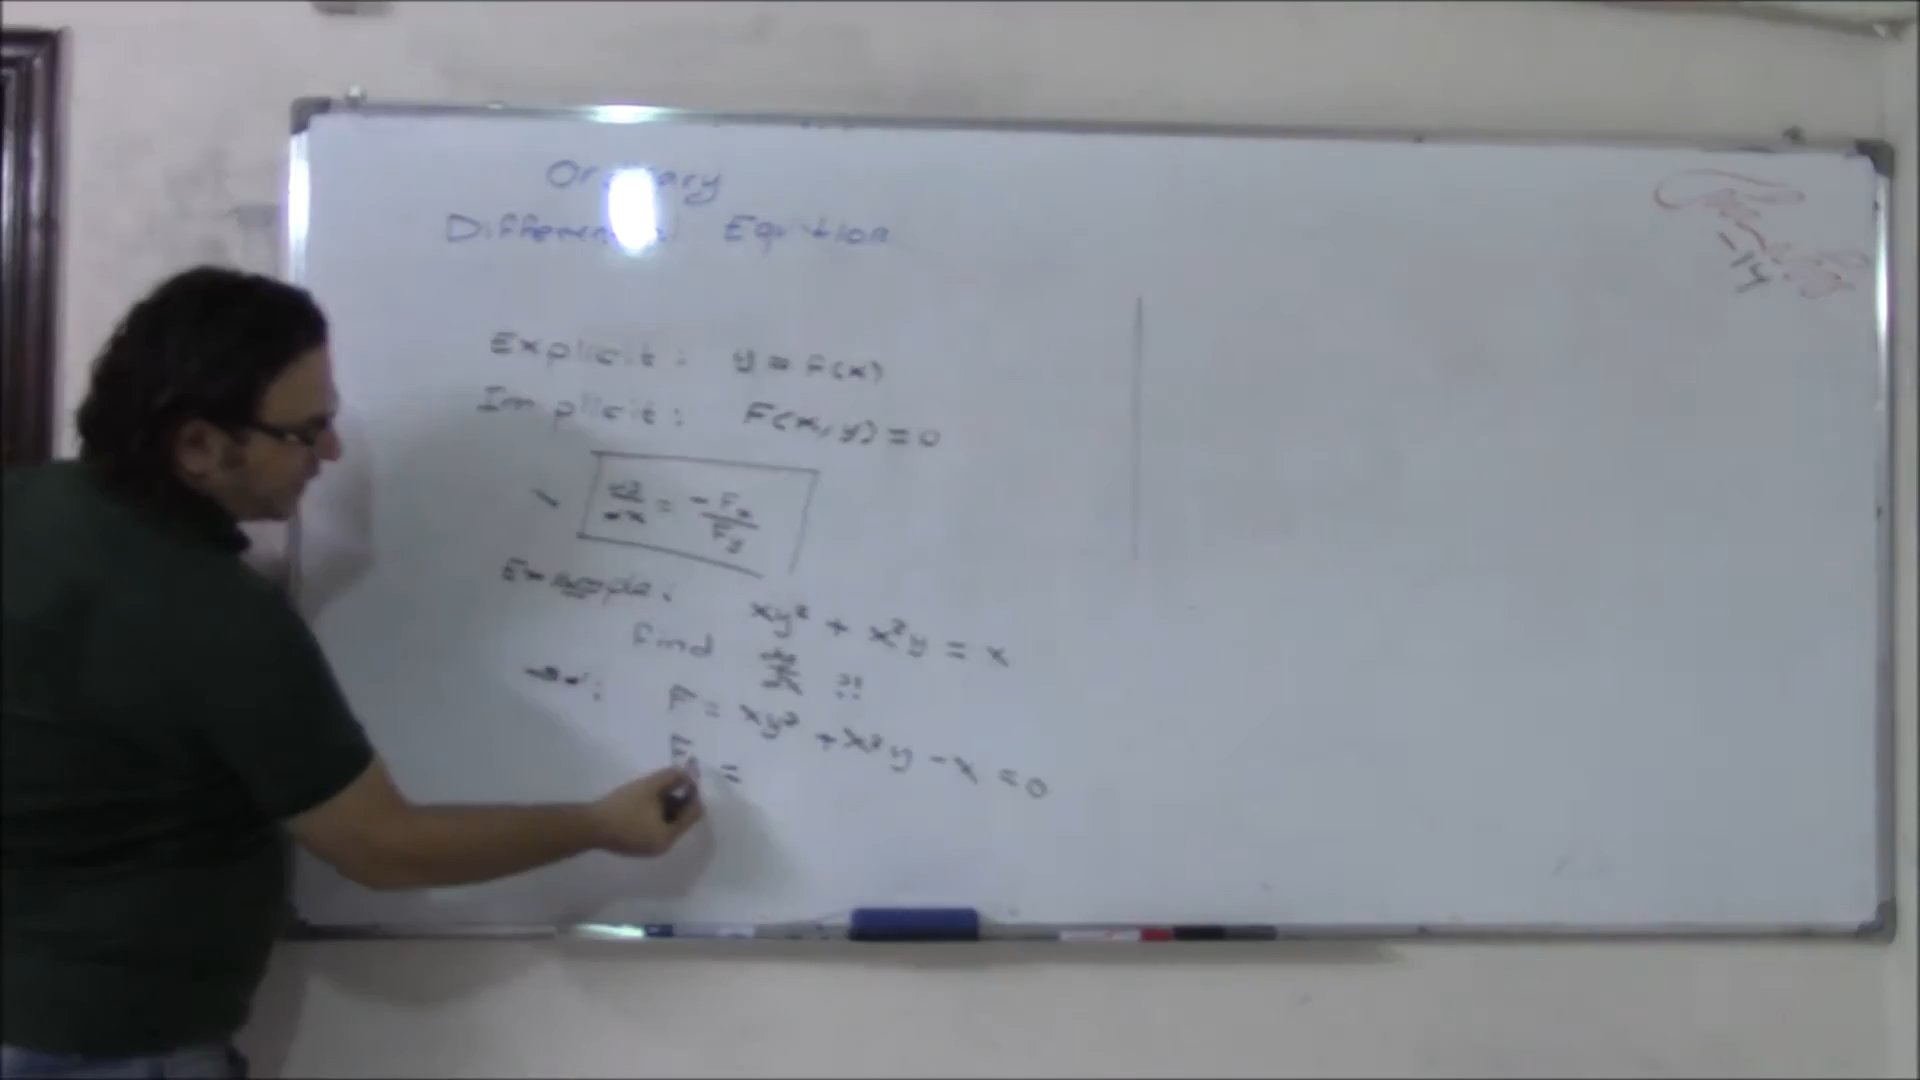 Ordinary
Differential Equation
Explicit: y = F(x)
Implicit: F(x,y) = 0
dy/dx = -Fx/Fy
Example: xy² + x²y = x
Find dy/dx ??
F = xy² + x²y - x = 0
Fx =
-14